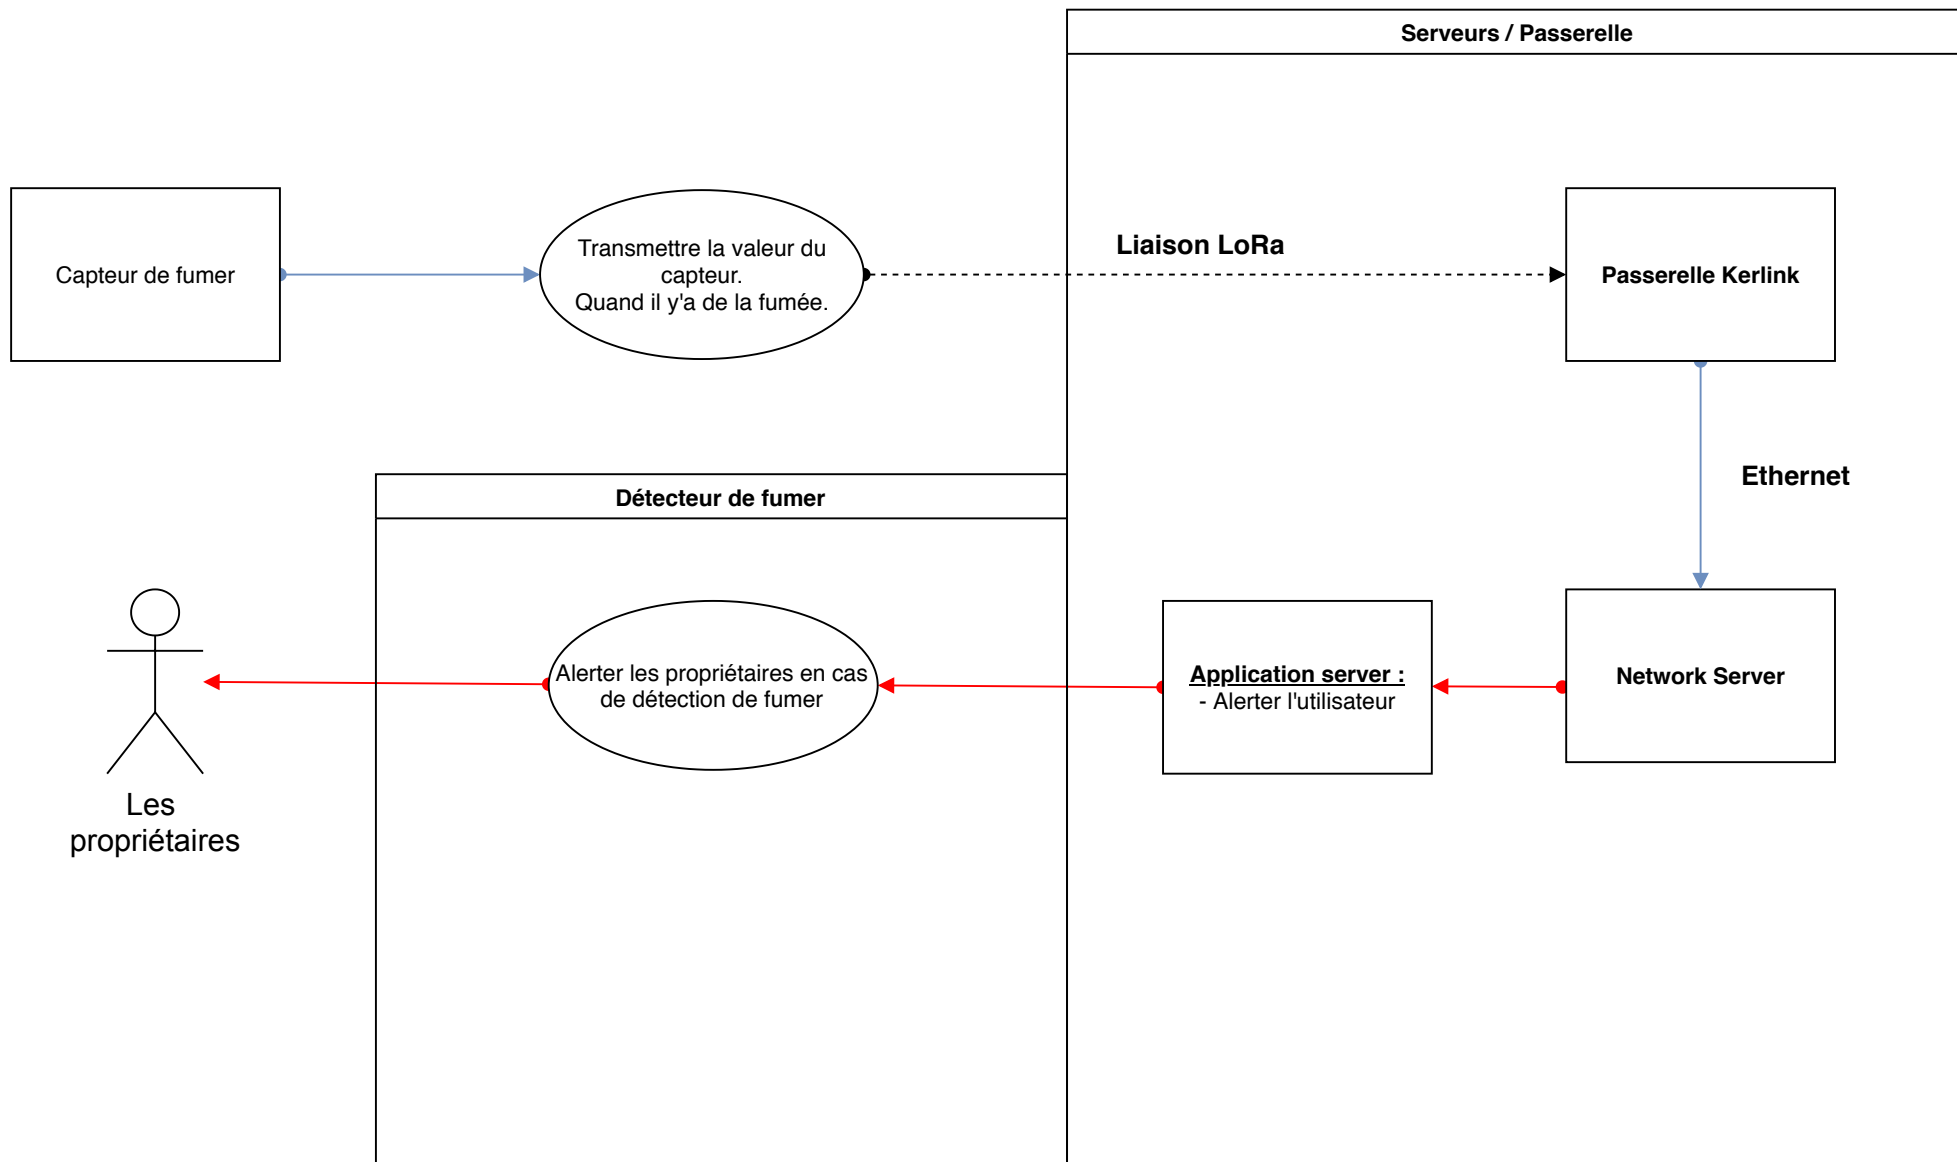 Serveurs / Passerelle
Capteur de fumer
Transmettre la valeur du
capteur.
Quand il y'a de la fumée.
Liaison LoRa
Passerelle Kerlink
Ethernet
Détecteur de fumer
Les
propriétaires
Alerter les propriétaires en cas
de détection de fumer
Application server :
- Alerter l'utilisateur
Network Server